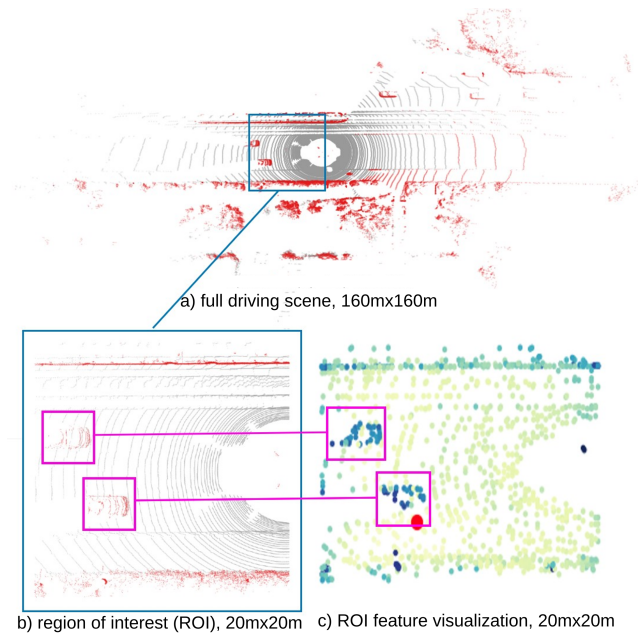 a) full driving scene, 160mx160m
b) region of interest (ROI), 20mx20m
c) ROI feature visualization, 20mx20m